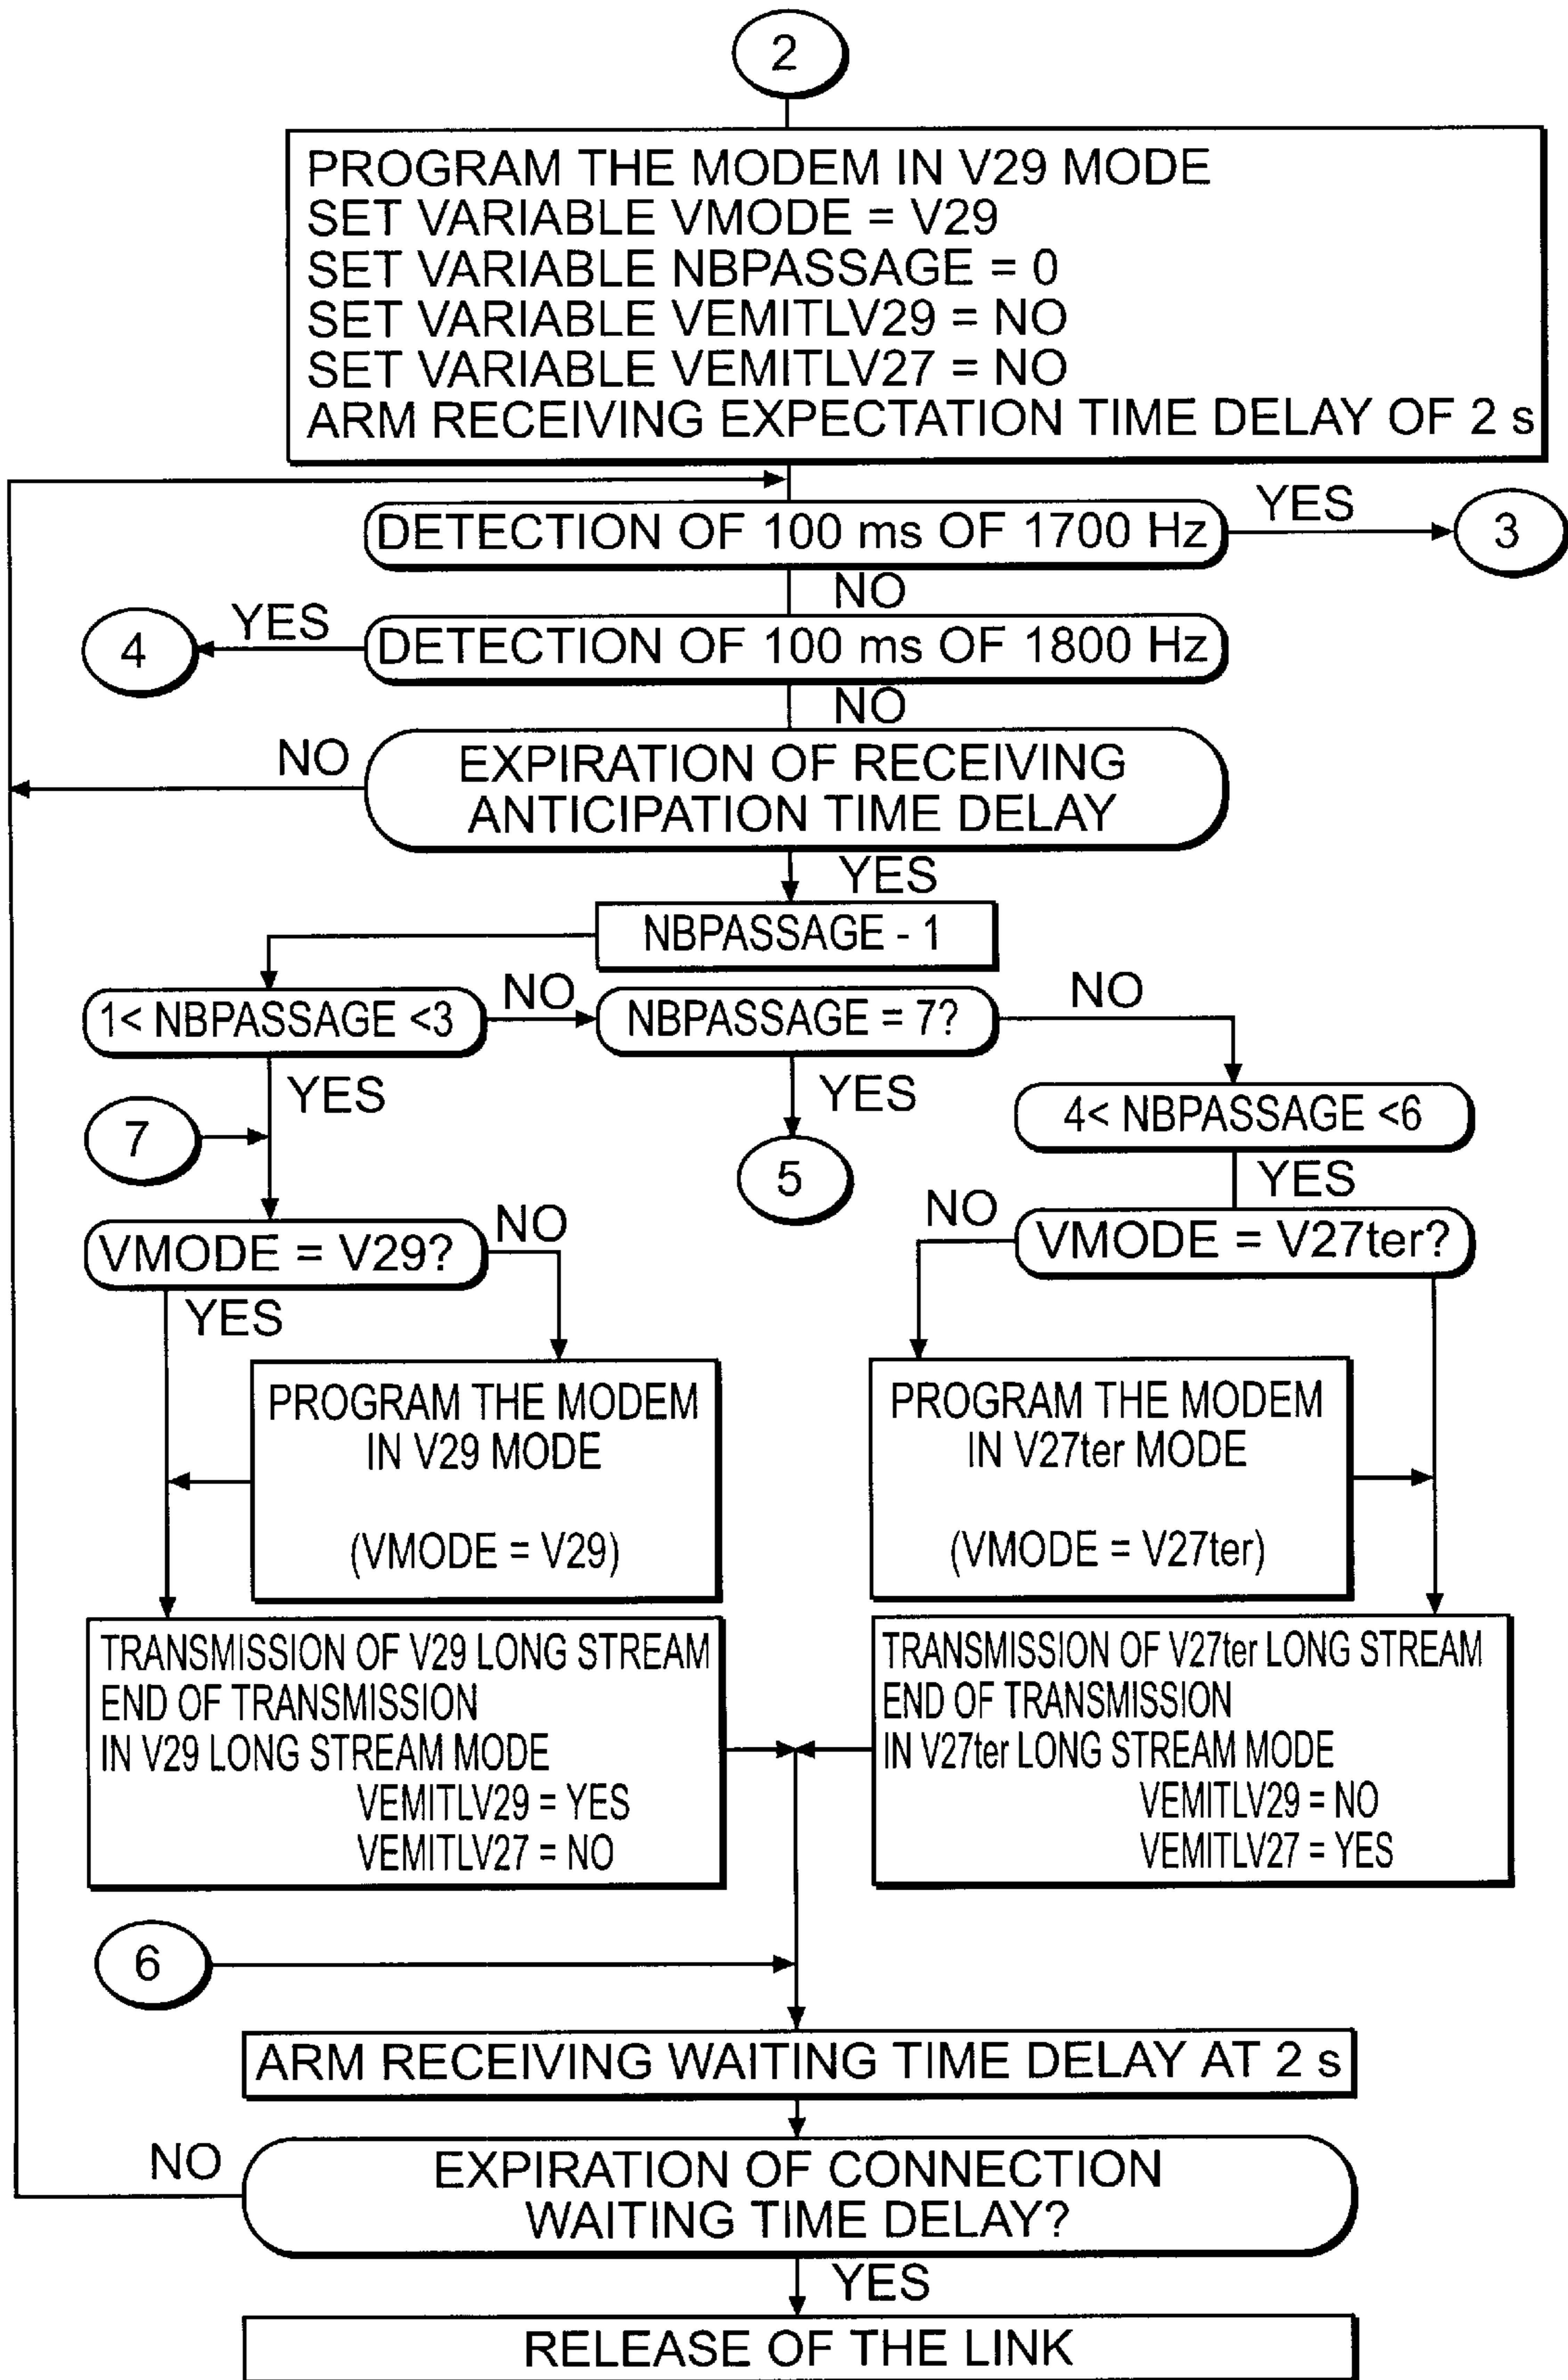 2
PROGRAM THE MODEM IN V29 MODE
SET VARIABLE VMODE = V29
SET VARIABLE NBPASSAGE = 0
SET VARIABLE VEMITLV29 = NO
SET VARIABLE VEMITLV27 = NO
ARM RECEIVING EXPECTATION TIME DELAY OF 2 s
DETECTION OF 100 ms OF 1700 Hz
YES
3
NO
4
YES
DETECTION OF 100 ms OF 1800 Hz
NO
NO
EXPIRATION OF RECEIVING
ANTICIPATION TIME DELAY
YES
NBPASSAGE - 1
1< NBPASSAGE <3
NO
NBPASSAGE = 7?
NO
YES
YES
4< NBPASSAGE <6
7
5
YES
VMODE = V29?
NO
NO
VMODE = V27ter?
YES
PROGRAM THE MODEM
IN V29 MODE
(VMODE = V29)
PROGRAM THE MODEM
IN V27ter MODE
(VMODE = V27ter)
TRANSMISSION OF V29 LONG STREAM
END OF TRANSMISSION
IN V29 LONG STREAM MODE
VEMITLV29 = YES
VEMITLV27 = NO
TRANSMISSION OF V27ter LONG STREAM
END OF TRANSMISSION
IN V27ter LONG STREAM MODE
VEMITLV29 = NO
VEMITLV27 = YES
6
ARM RECEIVING WAITING TIME DELAY AT 2 s
NO
EXPIRATION OF CONNECTION
WAITING TIME DELAY?
YES
RELEASE OF THE LINK